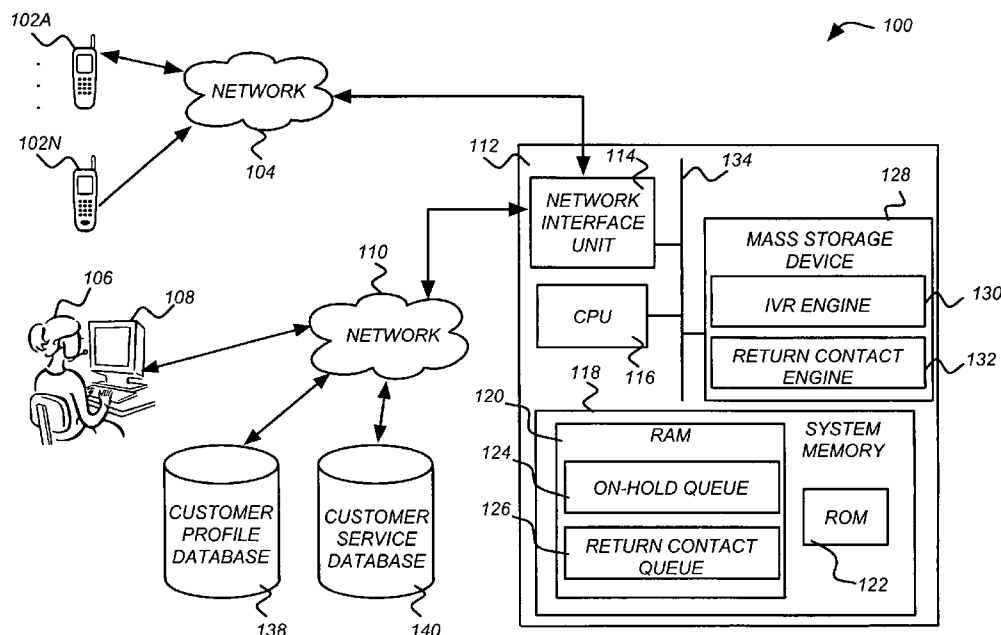 102A
100
NETWORK
104
102N
112
114
134
128
NETWORK
INTERFACE
UNIT
MASS STORAGE
DEVICE
IVR ENGINE
130
RETURN CONTACT
ENGINE
132
CPU
116
110
NETWORK
106
108
118
120
RAM
SYSTEM
MEMORY
124
ON-HOLD QUEUE
126
RETURN CONTACT
QUEUE
ROM
122
CUSTOMER
PROFILE
DATABASE
138
CUSTOMER
SERVICE
DATABASE
140